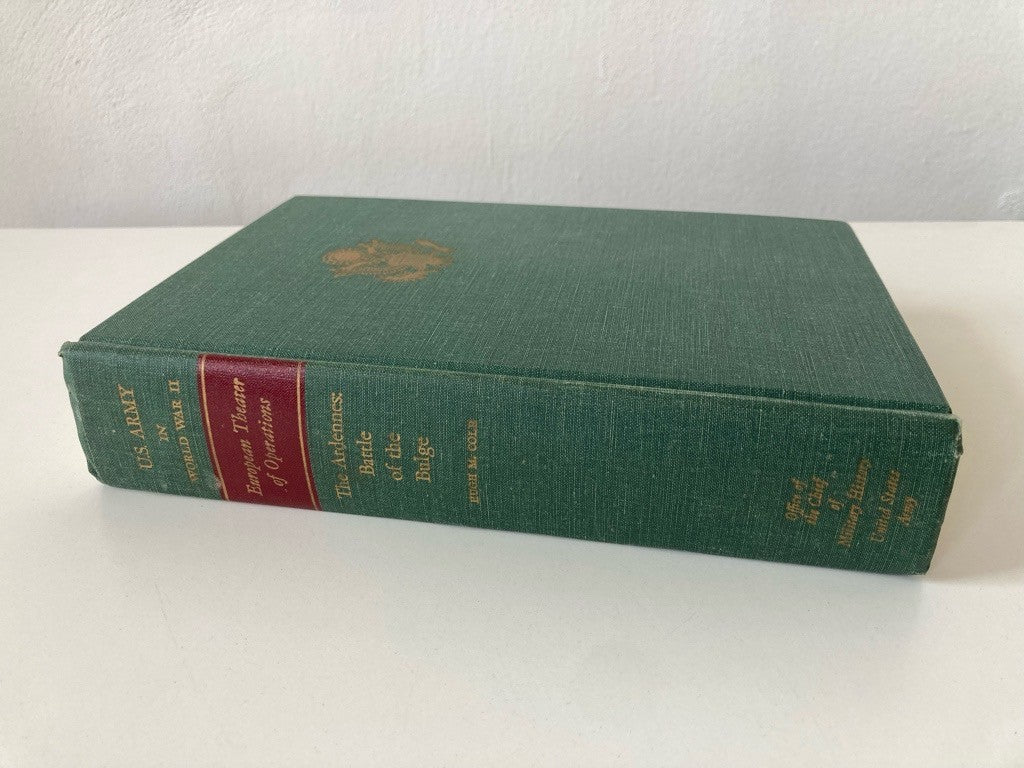 U.S. ARMY
IN
WORLD WAR II
European Theater
of Operations
The Ardennes:
Battle
of the
Bulge
HUGH M. COLE
Office of
the Chief
of
Military History
United States
Army